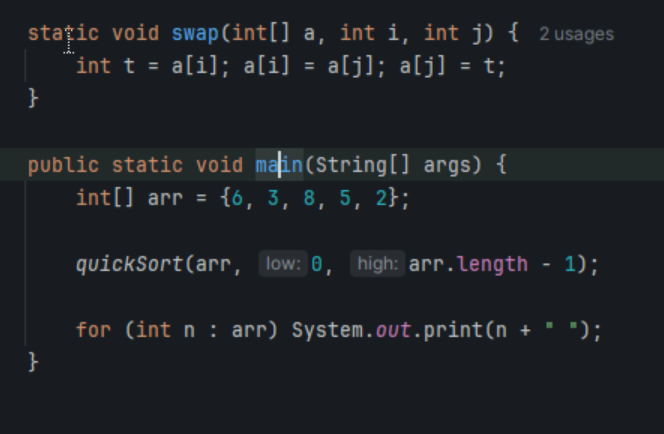 static void swap(int[] a, int i, int j) { 2 usages
int t = a[i]; a[i] = a[j]; a[j] = t;
}
public static void main(String[] args) {
int[] arr = {6, 3, 8, 5, 2};
quickSort(arr, low: 0, high: arr.length - 1);
for (int n : arr) System.out.print(n + " ");
}